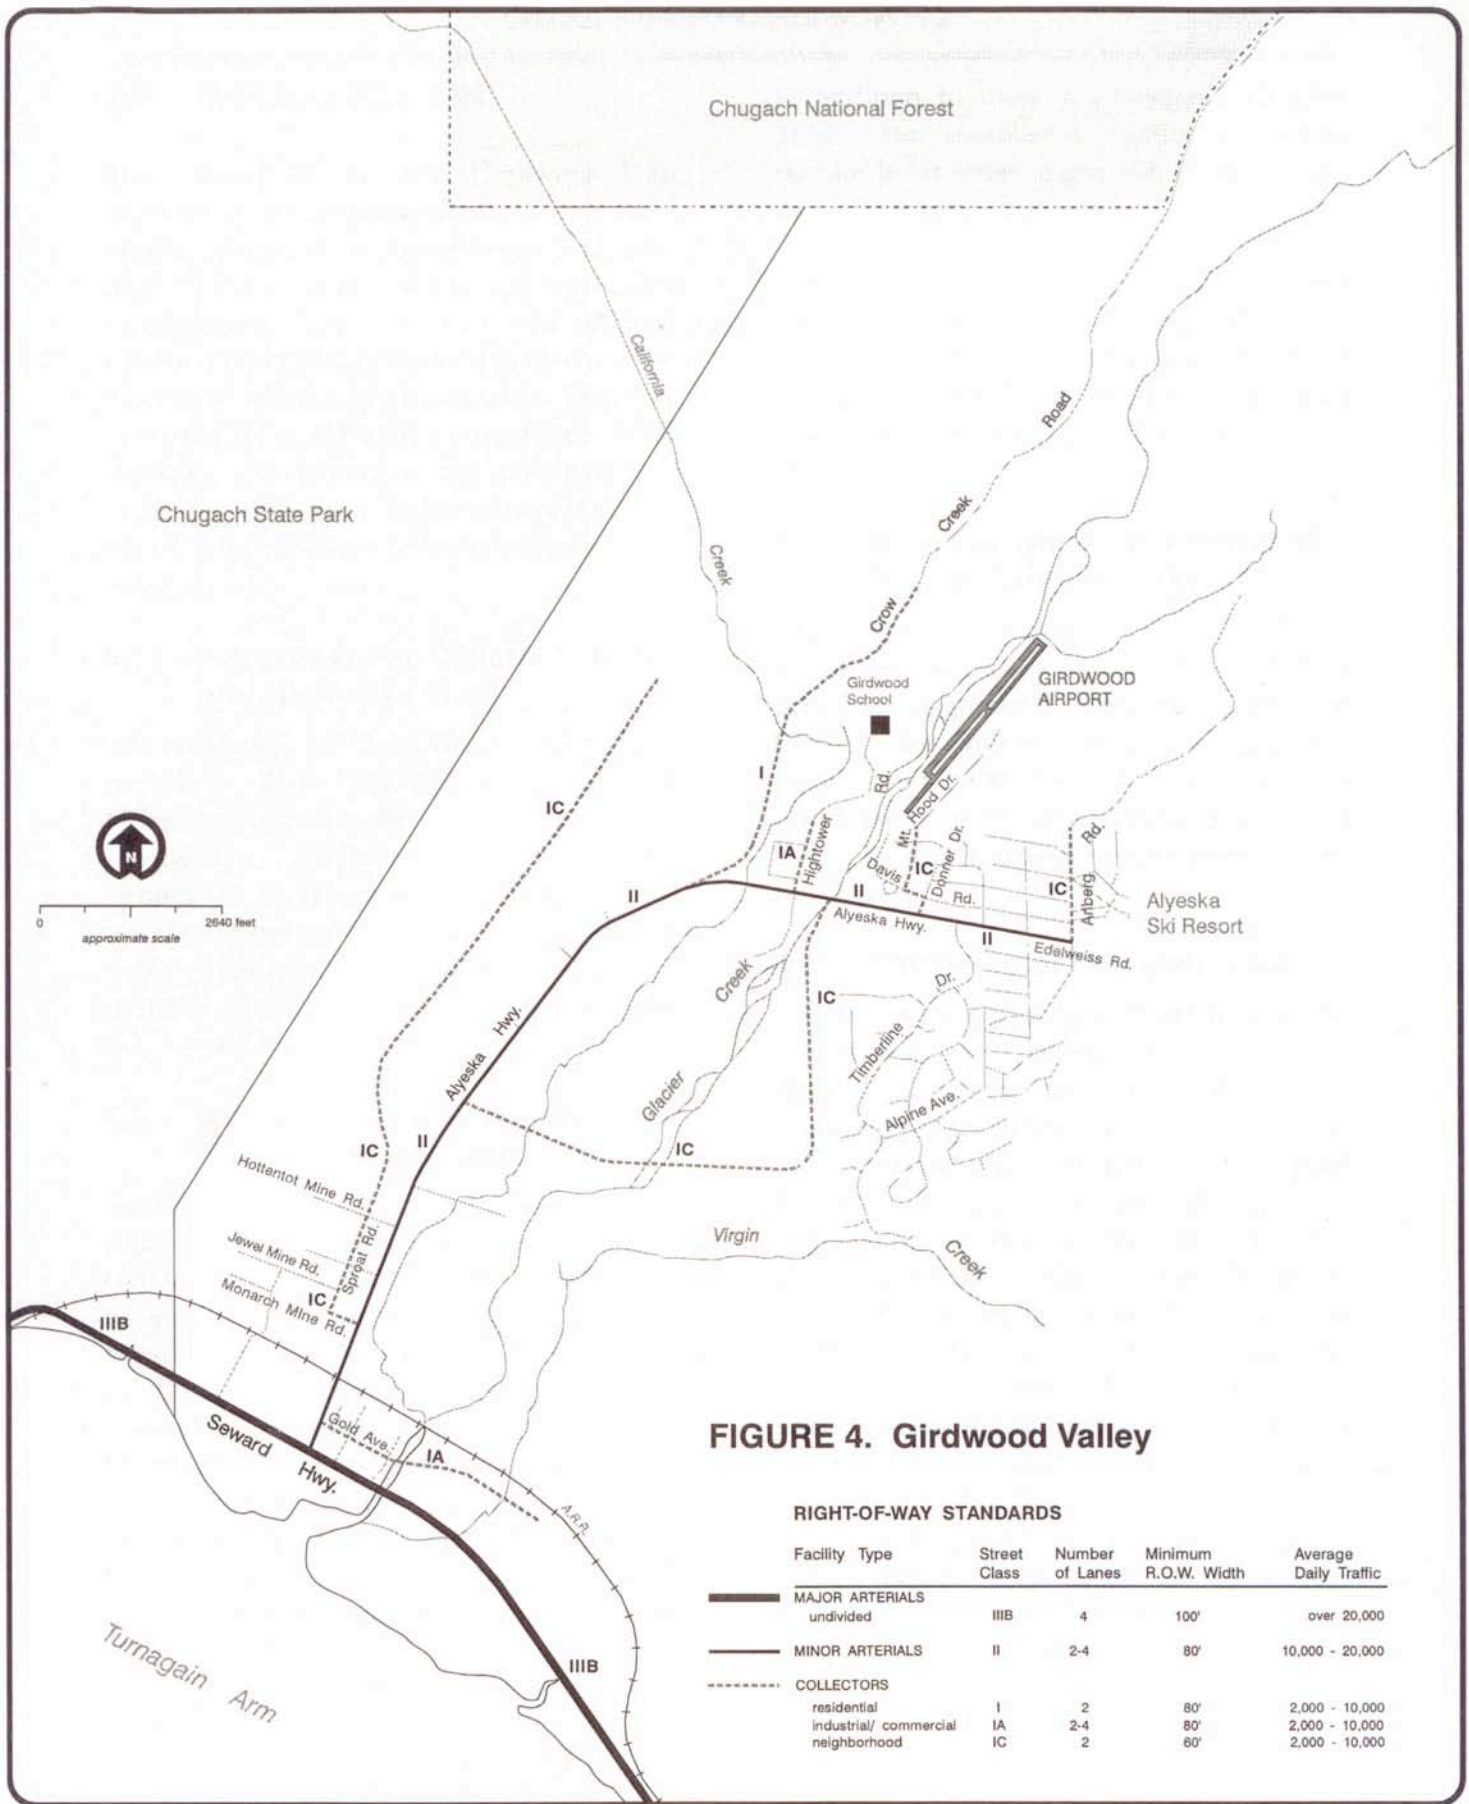 Chugach National Forest
California
Creek
Chugach State Park
Crow Creek Road
Girdwood
School
GIRDWOOD
AIRPORT
I
IC
N
0 2640 feet
approximate scale
II
IA
Hightower
Rd.
Mt. Hood Dr.
Davis
Rd.
IC
Donner Dr.
IC
Arlberg
Rd.
Alyeska
Ski Resort
II
Alyeska Hwy.
II
Edelweiss Rd.
Glacier
Creek
IC
Dr.
Timberline
Alpine Ave.
Alyeska Hwy.
IC
II
IC
Hottentot Mine Rd.
Sproat Rd.
Jewel Mine Rd.
Monarch Mine Rd.
IC
Virgin
Creek
IIIB
Seward
Hwy.
Gold Ave.
IA
A.R.R.
IIIB
Turnagain Arm
FIGURE 4. Girdwood Valley
RIGHT-OF-WAY STANDARDS
Facility Type Street Number Minimum Average
Class of Lanes R.O.W. Width Daily Traffic
MAJOR ARTERIALS
undivided IIIB 4 100' over 20,000
MINOR ARTERIALS II 2-4 80' 10,000 - 20,000
COLLECTORS
residential I 2 80' 2,000 - 10,000
industrial/ commercial IA 2-4 80' 2,000 - 10,000
neighborhood IC 2 60' 2,000 - 10,000